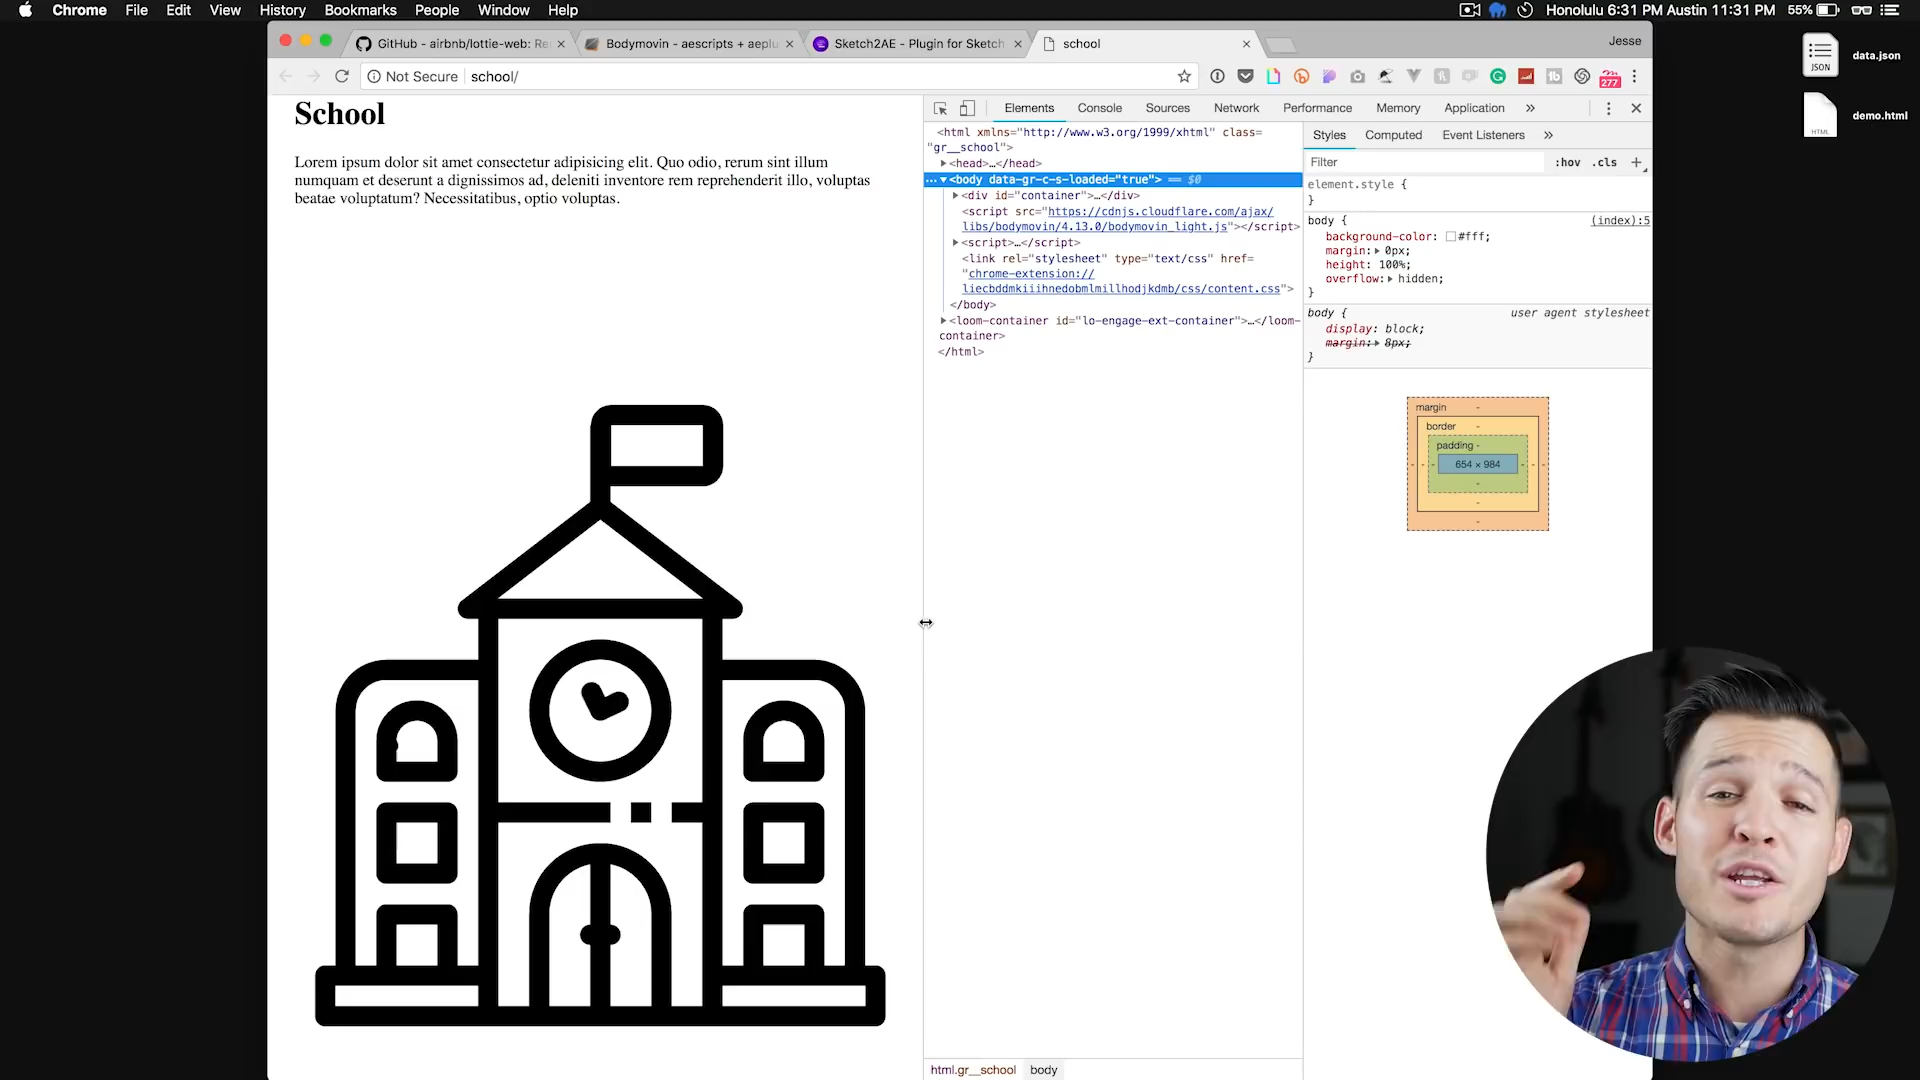 Chrome File Edit View History Bookmarks People Window Help
Honolulu 6:31 PM Austin 11:31 PM 55%
GitHub - airbnb/lottie-web: Re
Bodymovin - aescripts + aeplu
Sketch2AE - Plugin for Sketch
school
Jesse
JSON
data.json
HTML
demo.html
Not Secure school/
277
School
Lorem ipsum dolor sit amet consectetur adipisicing elit. Quo odio, rerum sint illum
numquam et deserunt a dignissimos ad, deleniti inventore rem reprehenderit illo, voluptas
beatae voluptatum? Necessitatibus, optio voluptas.
Elements Console Sources Network Performance Memory Application »
<html xmlns="http://www.w3.org/1999/xhtml" class=
"gr__school">
<head>…</head>
<body data-gr-c-s-loaded="true"> == $0
<div id="container">…</div>
<script src="https://cdnjs.cloudflare.com/ajax/
libs/bodymovin/4.13.0/bodymovin_light.js"></script>
<script>…</script>
<link rel="stylesheet" type="text/css" href=
"chrome-extension://
liecbddmkiiihnedobmlmillhodjkdmb/css/content.css">
</body>
<loom-container id="lo-engage-ext-container">…</loom-
container>
</html>
Styles Computed Event Listeners »
Filter :hov .cls +
element.style {
}
body { (index):5
background-color: #fff;
margin: 0px;
height: 100%;
overflow: hidden;
}
body { user agent stylesheet
display: block;
margin: 8px;
}
margin -
border -
padding -
- - - 654 × 984 - - -
-
-
-
html.gr__school body